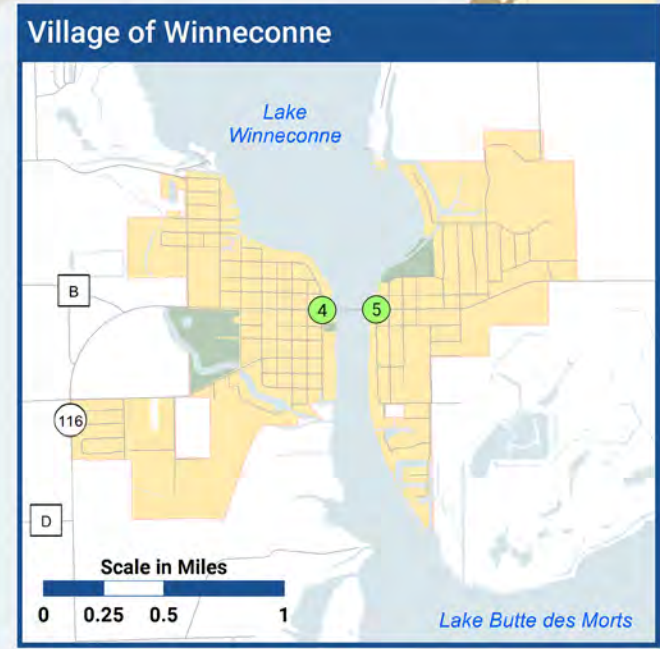 Village of Winneconne
Lake
Winneconne
B
4
5
116
D
Scale in Miles
0 0.25 0.5 1
Lake Butte des Morts